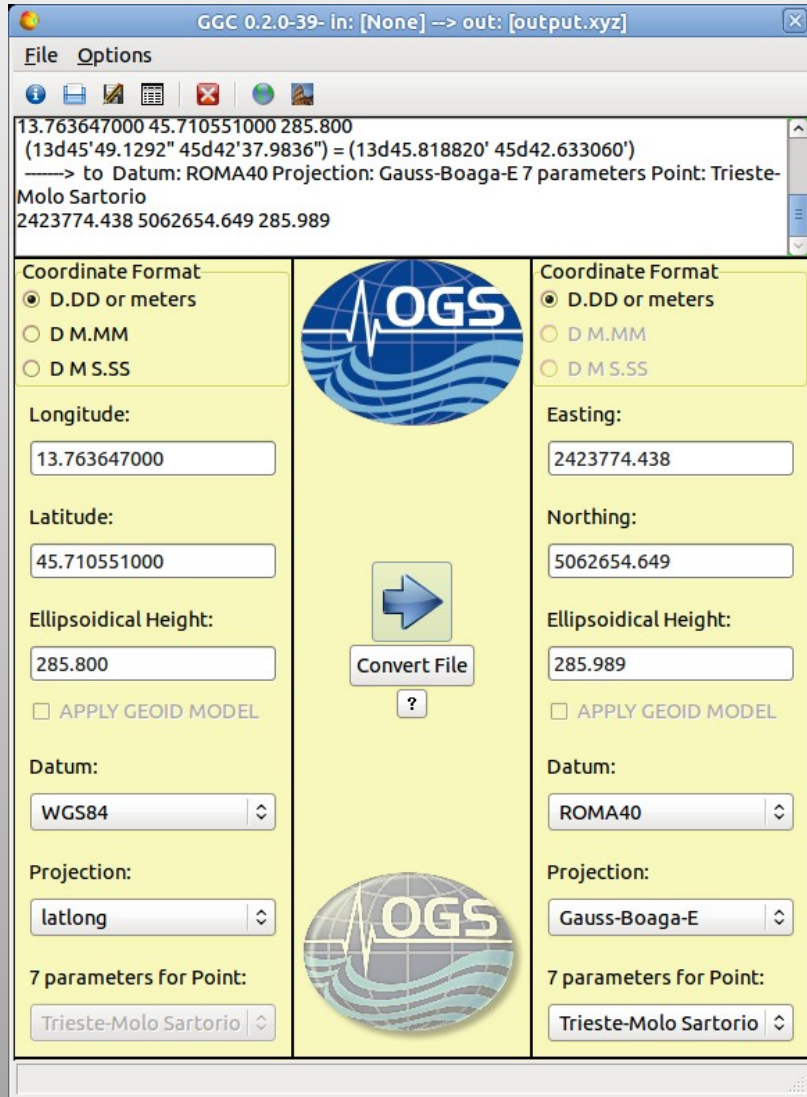 GGC 0.2.0-39- in: [None] --> out: [output.xyz]
File Options
13.763647000 45.710551000 285.800
(13d45'49.1292" 45d42'37.9836") = (13d45.818820' 45d42.633060')
-------> to Datum: ROMA40 Projection: Gauss-Boaga-E 7 parameters Point: Trieste-
Molo Sartorio
2423774.438 5062654.649 285.989
Coordinate Format
D.DD or meters
D M.MM
D M S.SS
Longitude:
13.763647000
Latitude:
45.710551000
Ellipsoidical Height:
285.800
APPLY GEOID MODEL
Datum:
WGS84
Projection:
latlong
7 parameters for Point:
Trieste-Molo Sartorio
OGS
Convert File
?
OGS
Coordinate Format
D.DD or meters
D M.MM
D M S.SS
Easting:
2423774.438
Northing:
5062654.649
Ellipsoidical Height:
285.989
APPLY GEOID MODEL
Datum:
ROMA40
Projection:
Gauss-Boaga-E
7 parameters for Point:
Trieste-Molo Sartorio